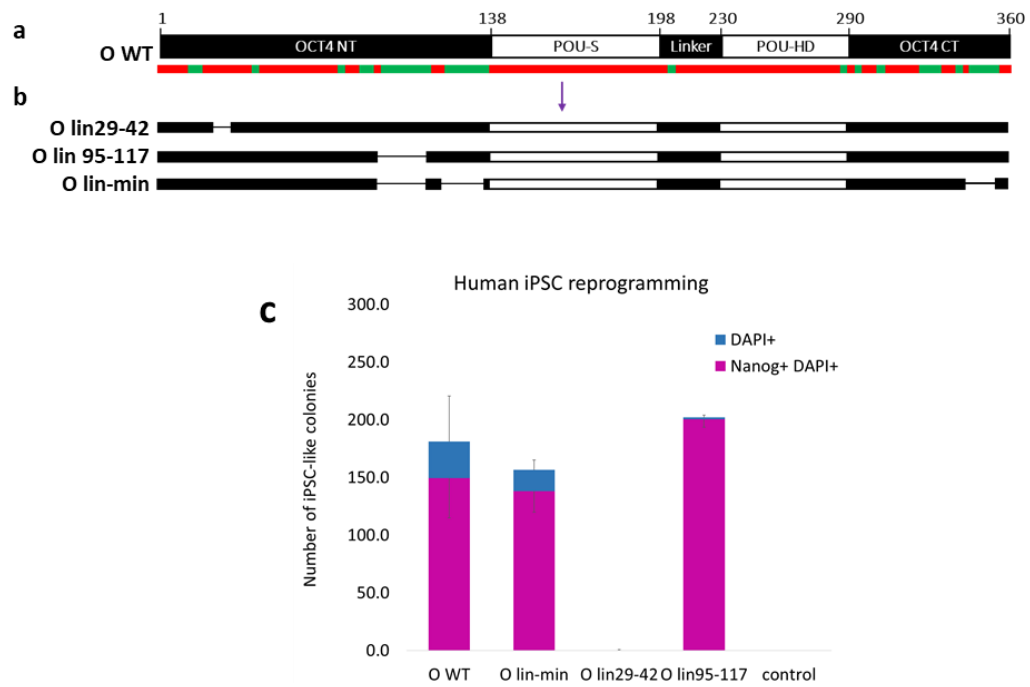 1 138 198 230 290 360
a
O WT OCT4 NT POU-S Linker POU-HD OCT4 CT
b
O lin29-42
O lin 95-117
O lin-min
c
Human iPSC reprogramming
300.0
250.0
200.0
150.0
100.0
50.0
0.0
Number of iPSC-like colonies
DAPI+
Nanog+ DAPI+
O WT O lin-min O lin29-42 O lin95-117 control